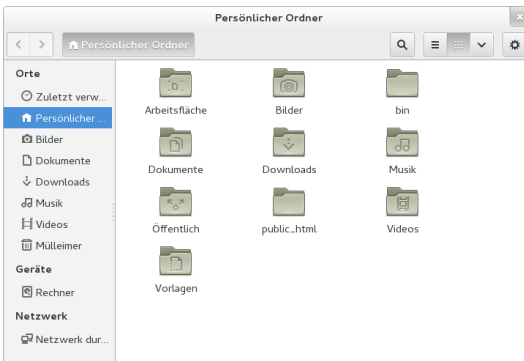 Persönlicher Ordner
Persönlicher Ordner
Orte
Zuletzt verw...
Persönlicher ...
Bilder
Dokumente
Downloads
Musik
Videos
Mülleimer
Geräte
Rechner
Netzwerk
Netzwerk dur...
Arbeitsfläche
Bilder
bin
Dokumente
Downloads
Musik
Öffentlich
public_html
Videos
Vorlagen